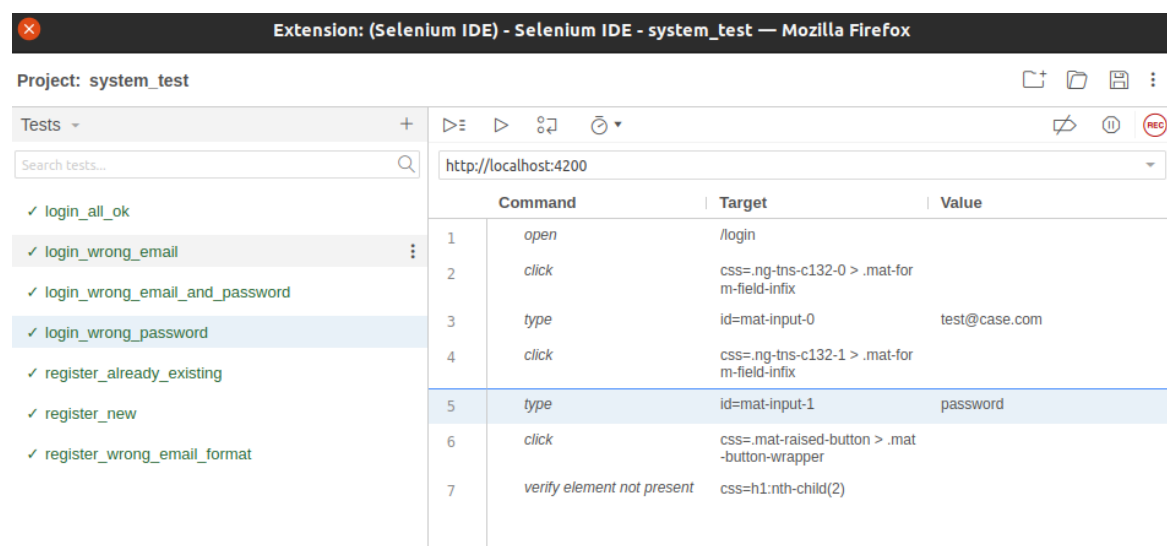 Extension: (Selenium IDE) - Selenium IDE - system_test — Mozilla Firefox
Project: system_test
Tests
Search tests...
✓ login_all_ok
✓ login_wrong_email
✓ login_wrong_email_and_password
✓ login_wrong_password
✓ register_already_existing
✓ register_new
✓ register_wrong_email_format
REC
http://localhost:4200
Command Target Value
1 open /login
2 click css=.ng-tns-c132-0 > .mat-for
m-field-infix
3 type id=mat-input-0 test@case.com
4 click css=.ng-tns-c132-1 > .mat-for
m-field-infix
5 type id=mat-input-1 password
6 click css=.mat-raised-button > .mat
-button-wrapper
7 verify element not present css=h1:nth-child(2)